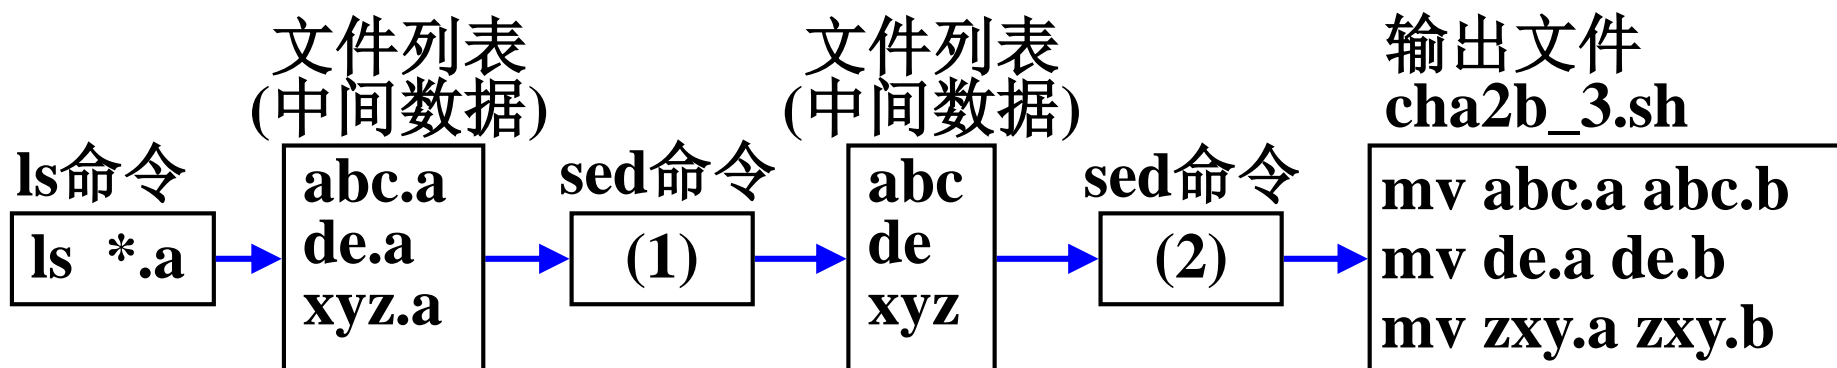 ls命令
ls *.a
文件列表
(中间数据)
abc.a
de.a
xyz.a
sed命令
(1)
文件列表
(中间数据)
abc
de
xyz
sed命令
(2)
输出文件
cha2b_3.sh
mv abc.a abc.b
mv de.a de.b
mv zxy.a zxy.b